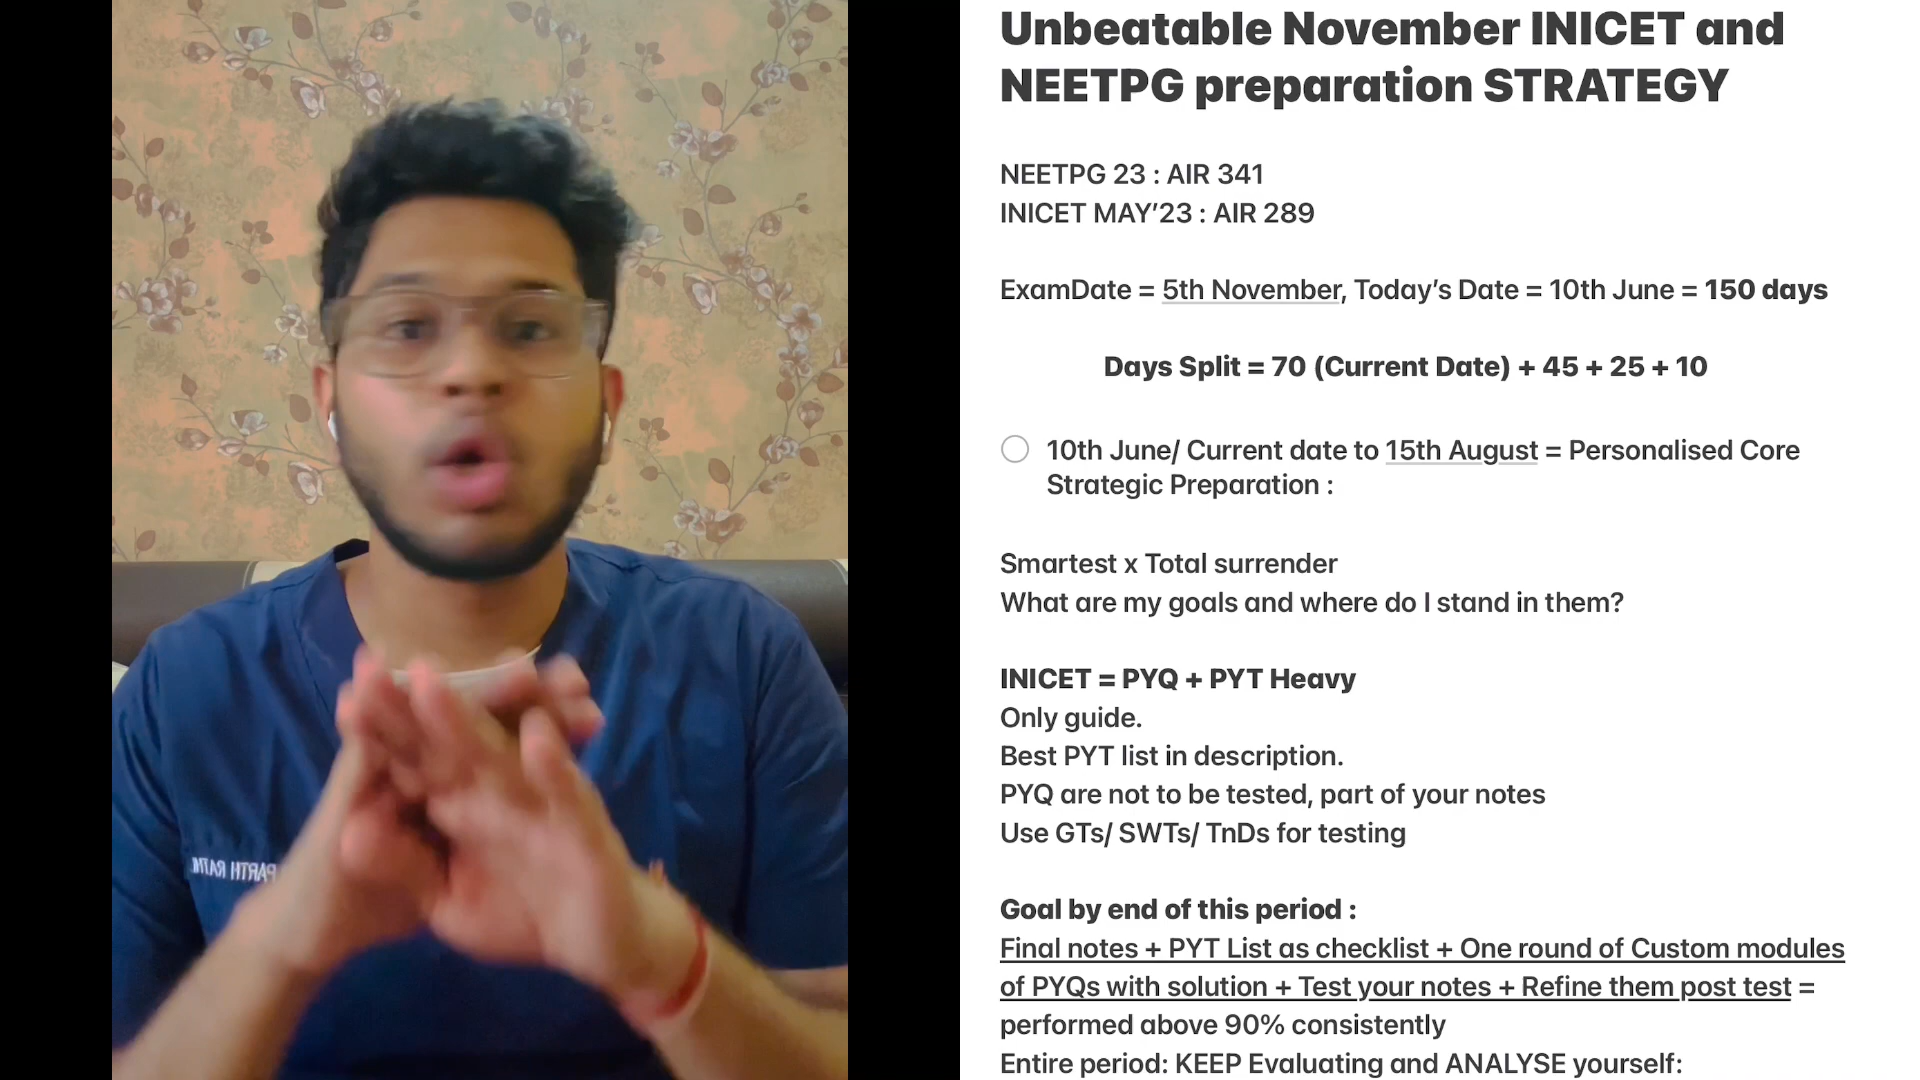 Unbeatable November INICET and
NEETPG preparation STRATEGY
NEETPG 23 : AIR 341
INICET MAY’23 : AIR 289
ExamDate = 5th November, Today’s Date = 10th June = 150 days
Days Split = 70 (Current Date) + 45 + 25 + 10
10th June/ Current date to 15th August = Personalised Core
Strategic Preparation :
Smartest x Total surrender
What are my goals and where do I stand in them?
INICET = PYQ + PYT Heavy
Only guide.
Best PYT list in description.
PYQ are not to be tested, part of your notes
Use GTs/ SWTs/ TnDs for testing
Goal by end of this period :
Final notes + PYT List as checklist + One round of Custom modules
of PYQs with solution + Test your notes + Refine them post test =
performed above 90% consistently
Entire period: KEEP Evaluating and ANALYSE yourself:
PARTH